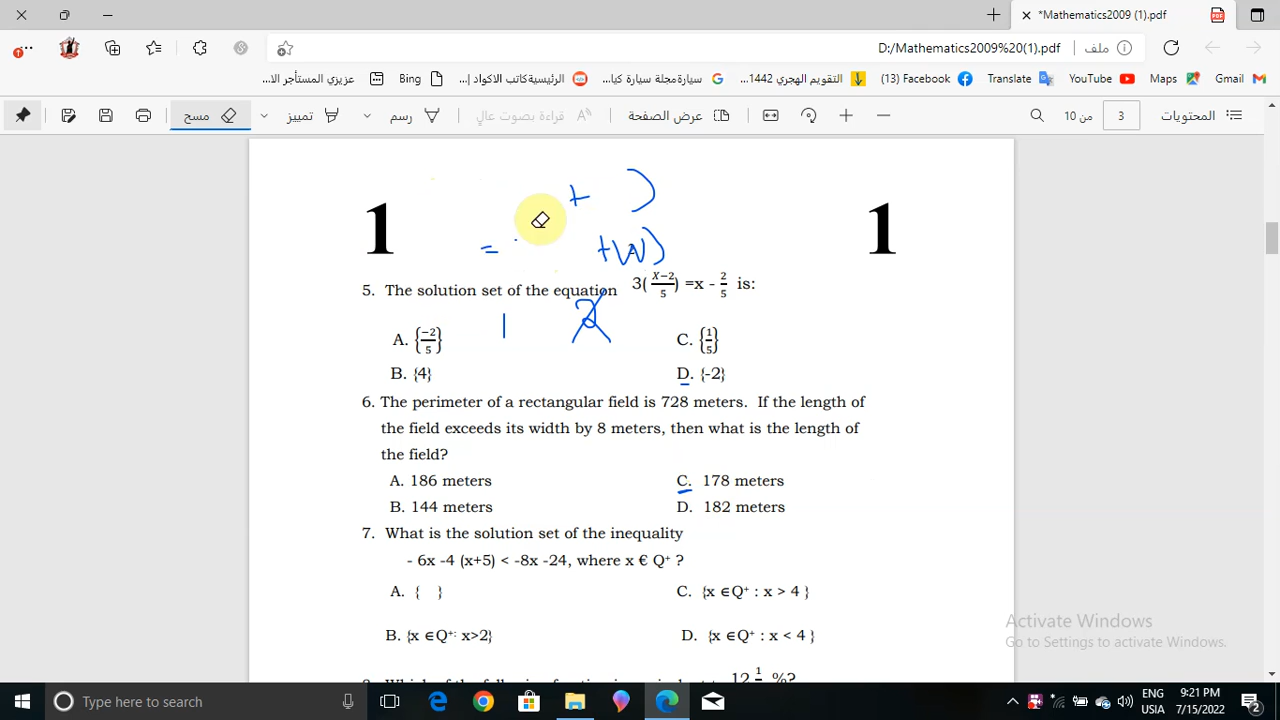 *Mathematics2009 (1).pdf
D:/Mathematics2009%20(1).pdf ملف
عزيزي المستأجر الا... Bing الرئيسيةكاتب الاكواد إ... سيارةمجلة سيارة كيا... التقويم الهجري 1442... (13) Facebook Translate YouTube Maps Gmail
مسح تمييز رسم قراءة بصوت عالٍ عرض الصفحة من 10 3 المحتويات
+ )
1 1
= +W)
5. The solution set of the equation 3(x−2/5) =x - 2/5 is:
1 2
A. {−2/5} C. {1/5}
B. {4} D. {-2}
6. The perimeter of a rectangular field is 728 meters. If the length of
the field exceeds its width by 8 meters, then what is the length of
the field?
A. 186 meters C. 178 meters
B. 144 meters D. 182 meters
7. What is the solution set of the inequality
- 6x -4 (x+5) < -8x -24, where x € Q⁺ ?
A. { } C. {x ∈Q⁺ : x > 4 }
B. {x ∈Q⁺: x>2} D. {x ∈Q⁺ : x < 4 }
Activate Windows
Go to Settings to activate Windows.
Type here to search
ENG 9:21 PM
USIA 7/15/2022 2